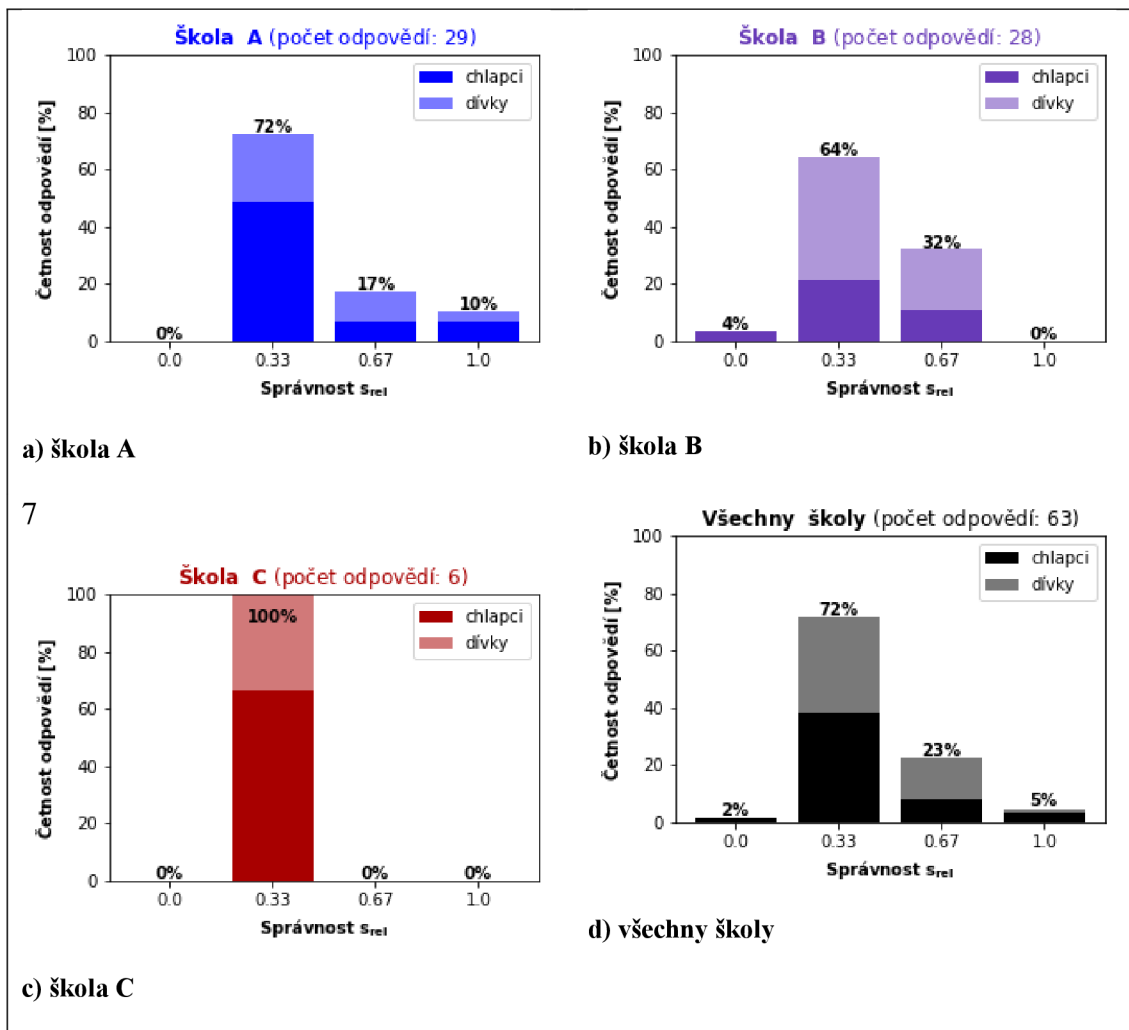 Škola A (počet odpovědí: 29)
Četnost odpovědí [%]
100
80
60
40
20
0
chlapci
dívky
0%
72%
17%
10%
0.0
0.33
0.67
1.0
Správnost s_rel
a) škola A
Škola B (počet odpovědí: 28)
Četnost odpovědí [%]
100
80
60
40
20
0
chlapci
dívky
4%
64%
32%
0%
0.0
0.33
0.67
1.0
Správnost s_rel
b) škola B
7
Škola C (počet odpovědí: 6)
Četnost odpovědí [%]
100
80
60
40
20
0
chlapci
dívky
0%
100%
0%
0%
0.0
0.33
0.67
1.0
Správnost s_rel
c) škola C
Všechny školy (počet odpovědí: 63)
Četnost odpovědí [%]
100
80
60
40
20
0
chlapci
dívky
2%
72%
23%
5%
0.0
0.33
0.67
1.0
Správnost s_rel
d) všechny školy